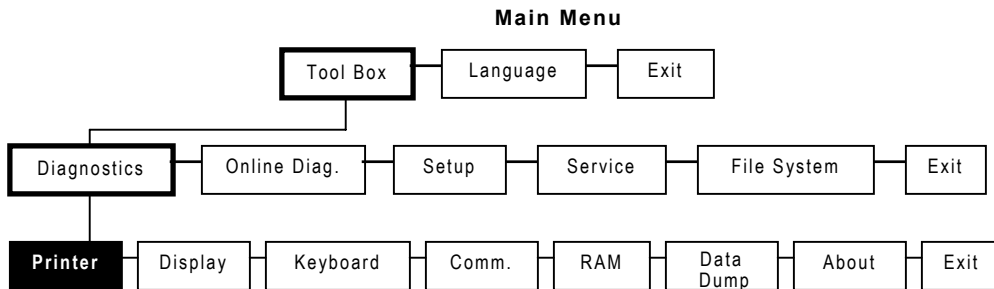 Main Menu
Tool Box Language Exit
Diagnostics Online Diag. Setup Service File System Exit
Printer Display Keyboard Comm. RAM Data Dump About Exit